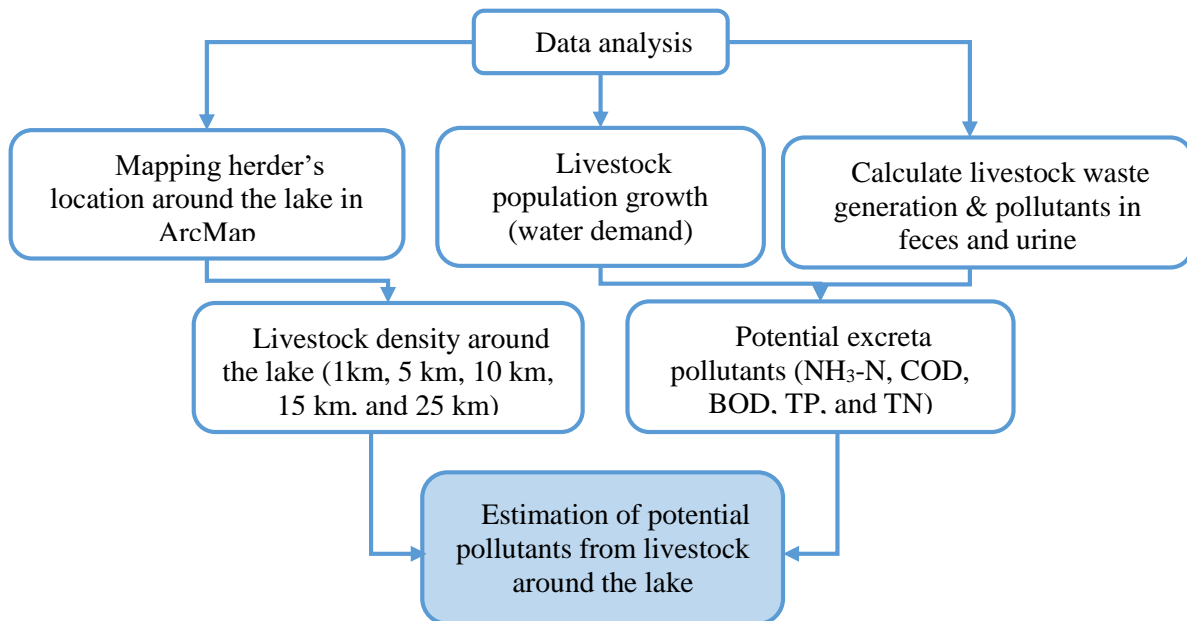 Data analysis
Mapping herder’s
location around the lake in
ArcMap
Livestock
population growth
(water demand)
Calculate livestock waste
generation & pollutants in
feces and urine
Livestock density around
the lake (1km, 5 km, 10 km,
15 km, and 25 km)
Potential excreta
pollutants (NH₃-N, COD,
BOD, TP, and TN)
Estimation of potential
pollutants from livestock
around the lake